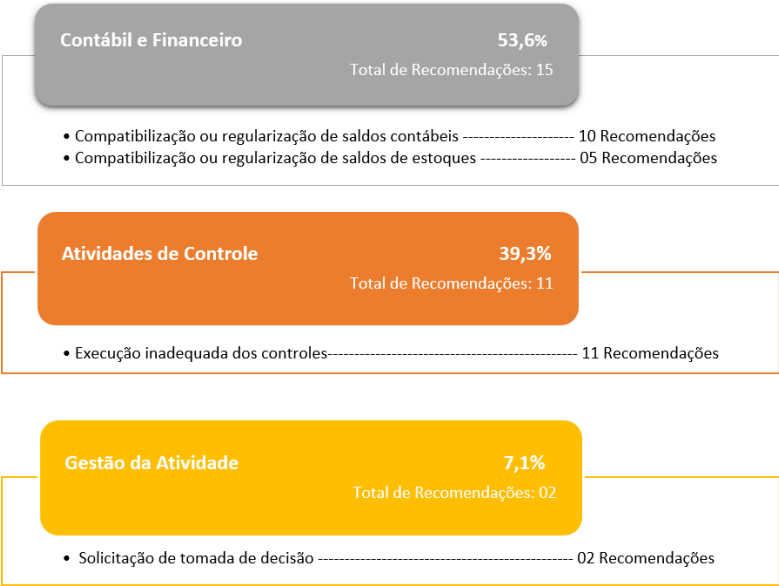 Contábil e Financeiro 53,6%
Total de Recomendações: 15
• Compatibilização ou regularização de saldos contábeis --------------------- 10 Recomendações
• Compatibilização ou regularização de saldos de estoques ------------------ 05 Recomendações
Atividades de Controle 39,3%
Total de Recomendações: 11
• Execução inadequada dos controles----------------------------------------------- 11 Recomendações
Gestão da Atividade 7,1%
Total de Recomendações: 02
• Solicitação de tomada de decisão ------------------------------------------------ 02 Recomendações